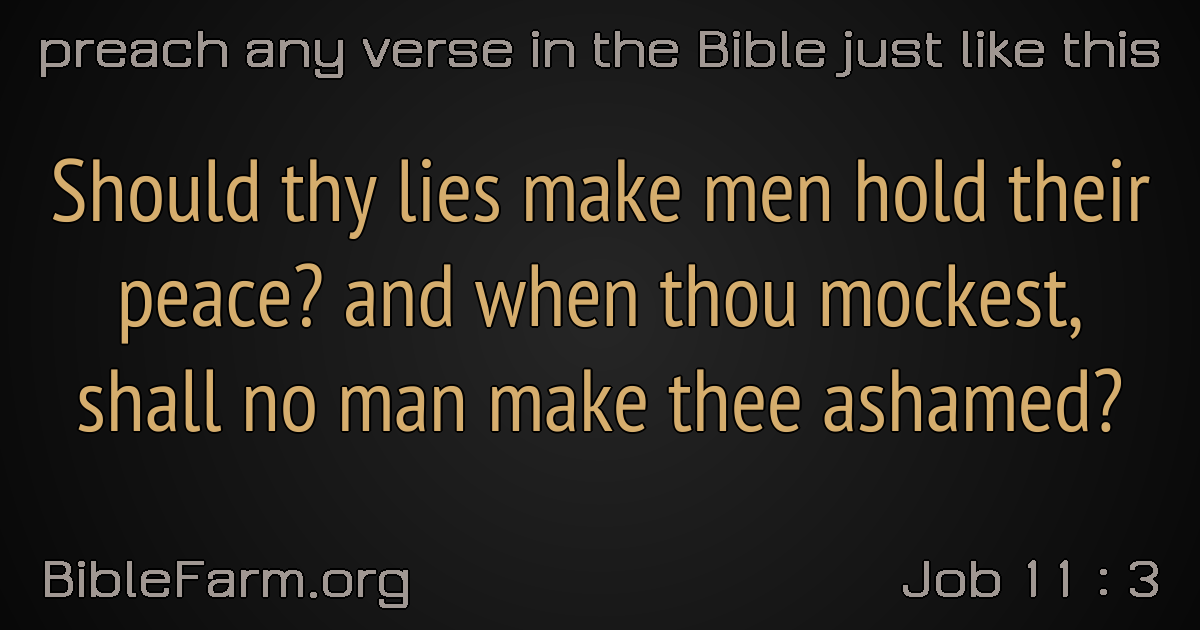 preach any verse in the Bible just like this
Should thy lies make men hold their
peace? and when thou mockest,
shall no man make thee ashamed?
BibleFarm.org
Job 11 : 3